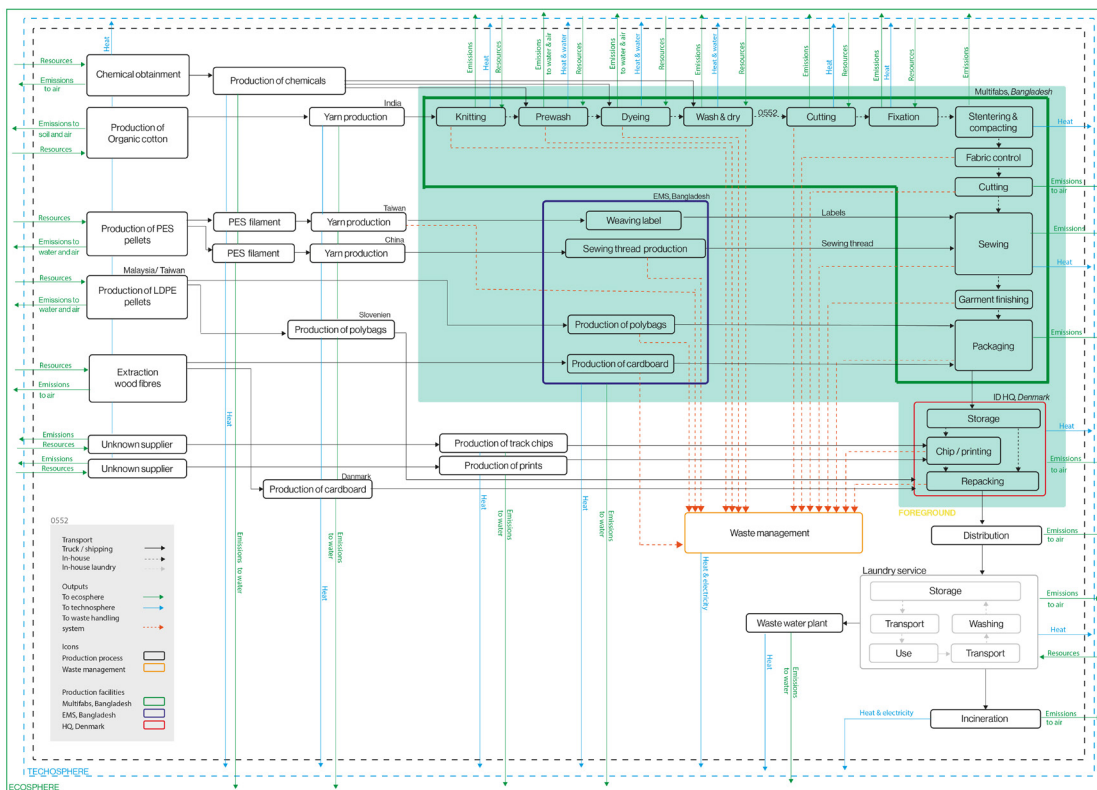 Heat
Emissions
Heat
Resources
Emissions to water & air
Heat & water
Resources
Emissions to water & air
Heat & water
Resources
Emissions
Heat & water
Resources
Emissions
Heat
Resources
Emissions
Heat
Resources
Emissions
Resources
Emissions
to air
Chemical obtainment
Production of chemicals
Multifabs, Bangladesh
India
Emissions to
soil and air
Resources
Production of
Organic cotton
Yarn production
Knitting
Prewash
Dyeing
Wash & dry
0552
Cutting
Fixation
Stentering &
compacting
Heat
Fabric control
Cutting
Emissions
to air
EMS, Bangladesh
Taiwan
Resources
Emissions to
water and air
Production of PES
pellets
PES filament
Yarn production
Weaving label
Labels
Sewing
Emissions
China
PES filament
Yarn production
Sewing thread production
Sewing thread
Heat
Malaysia/ Taiwan
Resources
Emissions to
water and air
Production of LDPE
pellets
Garment finishing
Slovenien
Production of polybags
Production of polybags
Packaging
Emissions
Resources
Emissions
to air
Extraction
wood fibres
Production of cardboard
ID HQ, Denmark
Storage
Heat
Emissions
Resources
Unknown supplier
Production of track chips
Chip / printing
Emissions
Resources
Unknown supplier
Production of prints
Emissions
to air
Danmark
Production of cardboard
Repacking
FOREGROUND
Heat
Emissions to water
Heat
Emissions
to water
Heat
Emissions
to water
Heat
Emissions
to water
Waste management
Heat & electricity
Distribution
Emissions
to air
Laundry service
Storage
Transport
Washing
Use
Transport
Emissions
to air
Heat
Resources
Waste water plant
Heat
Emissions
to water
Heat & electricity
Incineration
Emissions
to air
0552
Transport
Truck / shipping
In-house
In-house laundry
Outputs
To ecosphere
To technosphere
To waste handling
system
Icons
Production process
Waste management
Production facilities
Multifabs, Bangladesh
EMS, Bangladesh
HQ, Denmark
TECHOSPHERE
ECOSPHERE